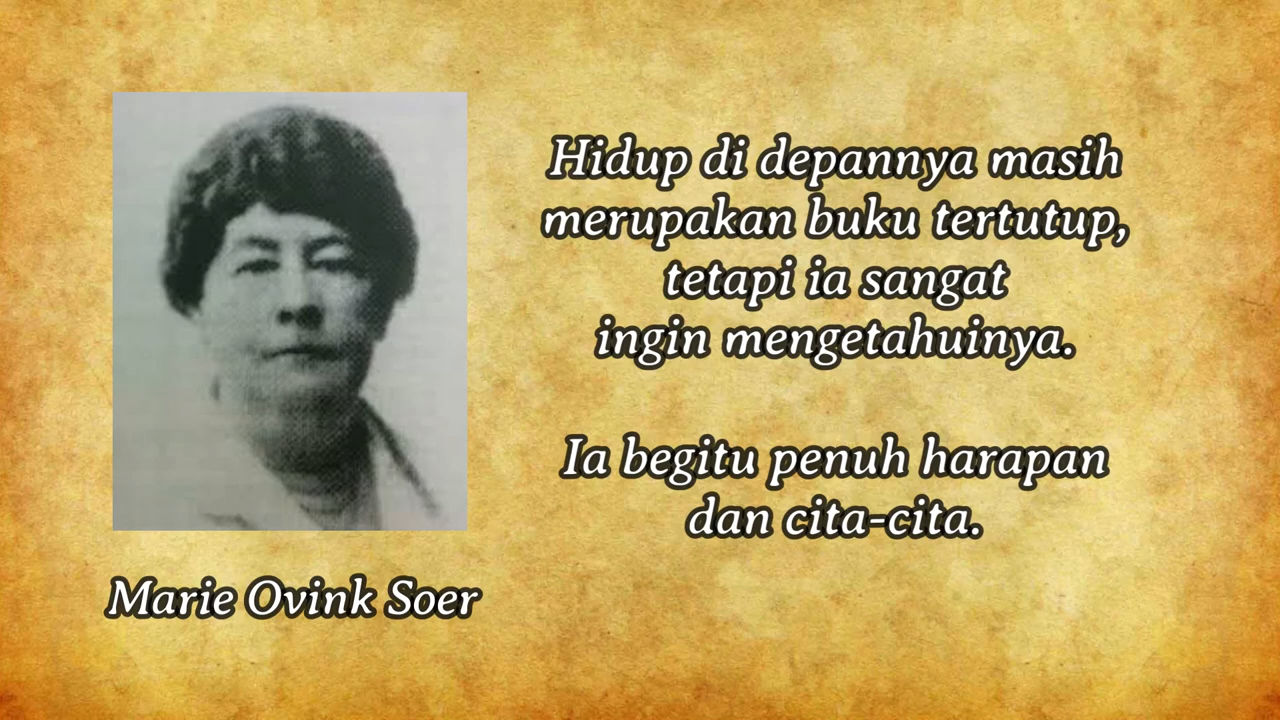 Hidup di depannya masih
merupakan buku tertutup,
tetapi ia sangat
ingin mengetahuinya.
Ia begitu penuh harapan
dan cita-cita.
Marie Ovink Soer